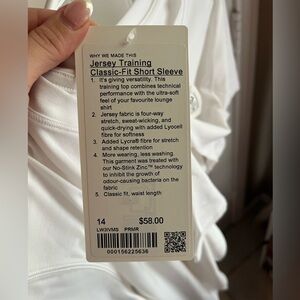 WHY WE MADE THIS
Jersey Training
Classic-Fit Short Sleeve
1. It's giving versatility. This
training top combines technical
performance with the ultra-soft
feel of your favourite lounge
shirt
2. Jersey fabric is four-way
stretch, sweat-wicking, and
quick-drying with added Lyocell
fibre for softness
3. Added Lycra® fibre for stretch
and shape retention
4. More wearing, less washing.
This garment was treated with
our No-Stink Zinc™ technology
to inhibit the growth of
odour-causing bacteria on the
fabric
5. Classic fit, waist length
14 $58.00
LW3IVMS PRMR
000156225636